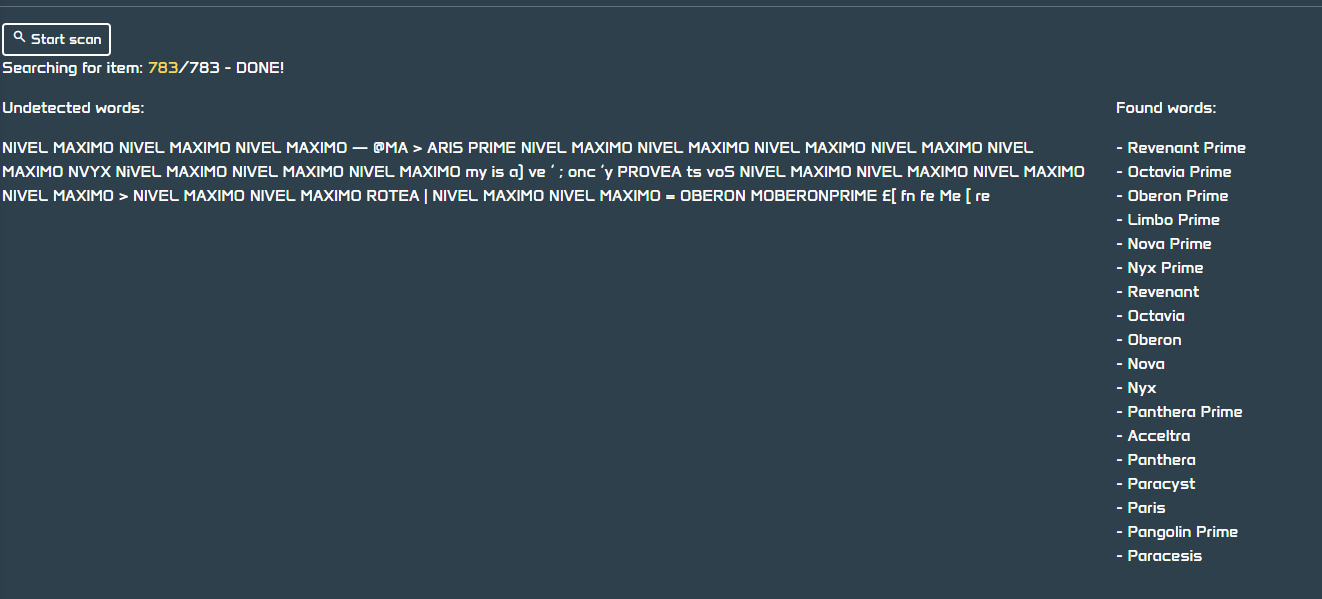 Start scan
Searching for item: 783/783 - DONE!
Undetected words:
NIVEL MAXIMO NIVEL MAXIMO NIVEL MAXIMO — @MA > ARIS PRIME NIVEL MAXIMO NIVEL MAXIMO NIVEL MAXIMO NIVEL MAXIMO NIVEL
MAXIMO NVYX NiVEL MAXIMO NIVEL MAXIMO NIVEL MAXIMO my is a] ve ‘ ; onc ‘y PROVEA ts voS NIVEL MAXIMO NIVEL MAXIMO NIVEL MAXIMO
NIVEL MAXIMO > NIVEL MAXIMO NIVEL MAXIMO ROTEA | NIVEL MAXIMO NIVEL MAXIMO = OBERON MOBERONPRIME £[ fn fe Me [ re
Found words:
- Revenant Prime
- Octavia Prime
- Oberon Prime
- Limbo Prime
- Nova Prime
- Nyx Prime
- Revenant
- Octavia
- Oberon
- Nova
- Nyx
- Panthera Prime
- Acceltra
- Panthera
- Paracyst
- Paris
- Pangolin Prime
- Paracesis